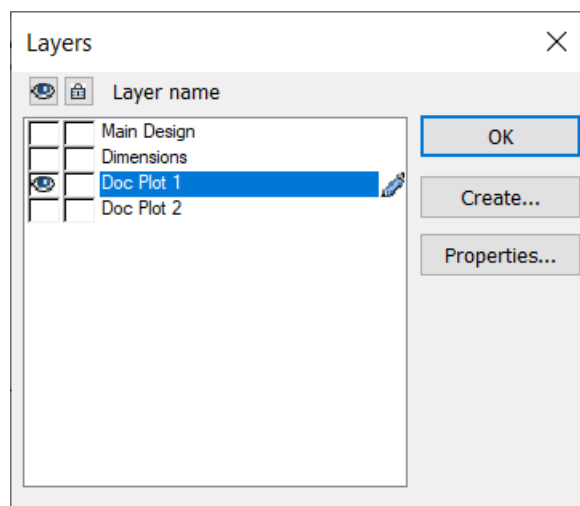 Layers
Layer name
Main Design
Dimensions
Doc Plot 1
Doc Plot 2
OK
Create...
Properties...